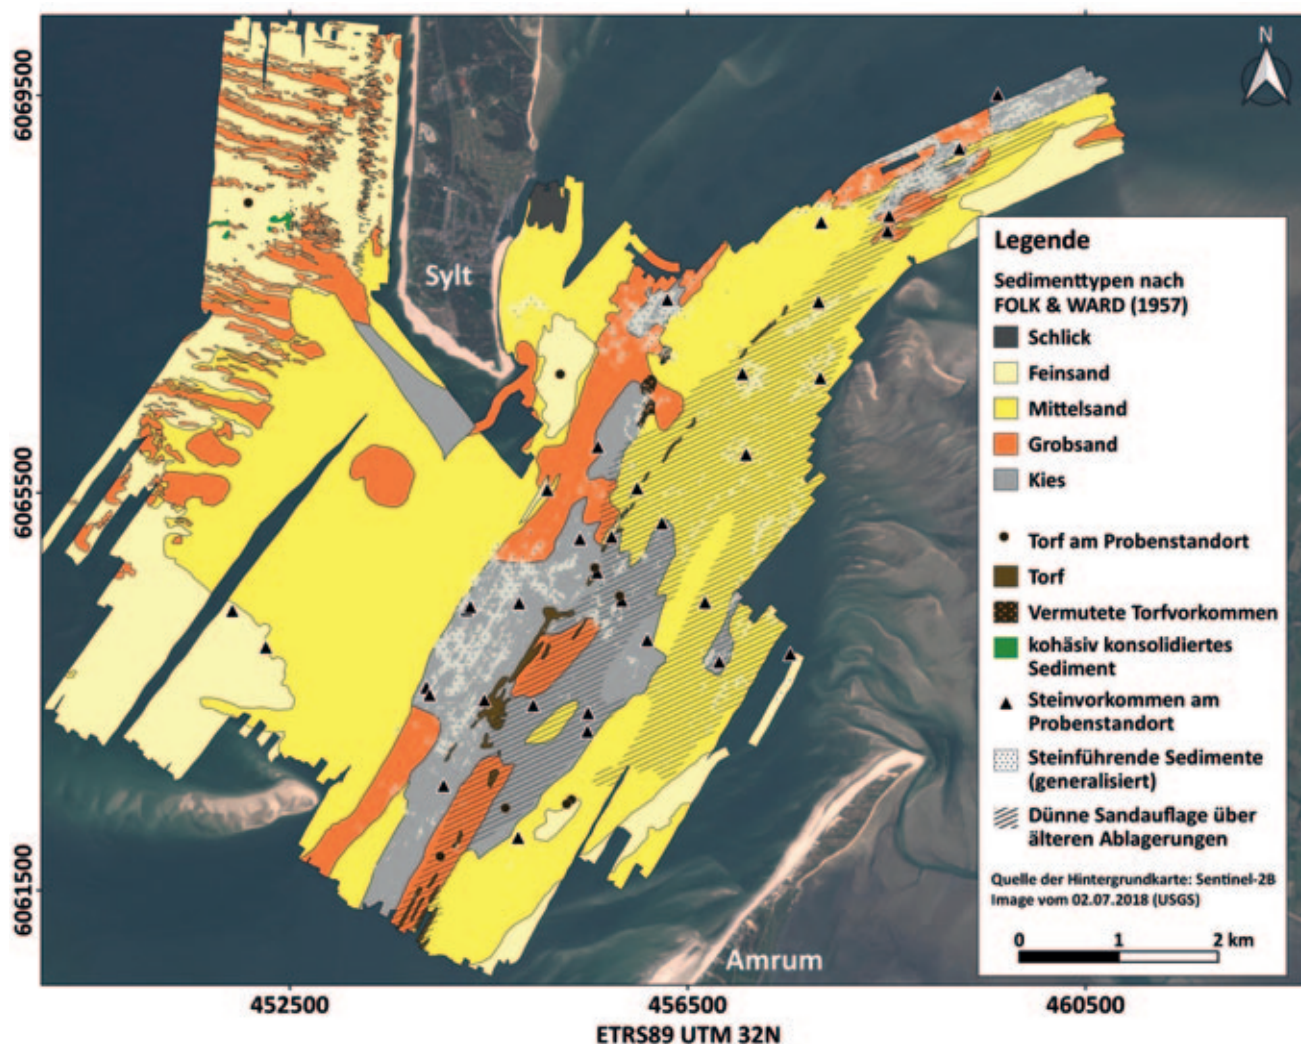 N
6069500
6065500
6061500
Sylt
Amrum
Legende
Sedimenttypen nach
FOLK & WARD (1957)
Schlick
Feinsand
Mittelsand
Grobsand
Kies
Torf am Probenstandort
Torf
Vermutete Torfvorkommen
kohäsiv konsolidiertes
Sediment
Steinvorkommen am
Probenstandort
Steinführende Sedimente
(generalisiert)
Dünne Sandauflage über
älteren Ablagerungen
Quelle der Hintergrundkarte: Sentinel-2B
Image vom 02.07.2018 (USGS)
0 1 2 km
452500 456500 460500
ETRS89 UTM 32N